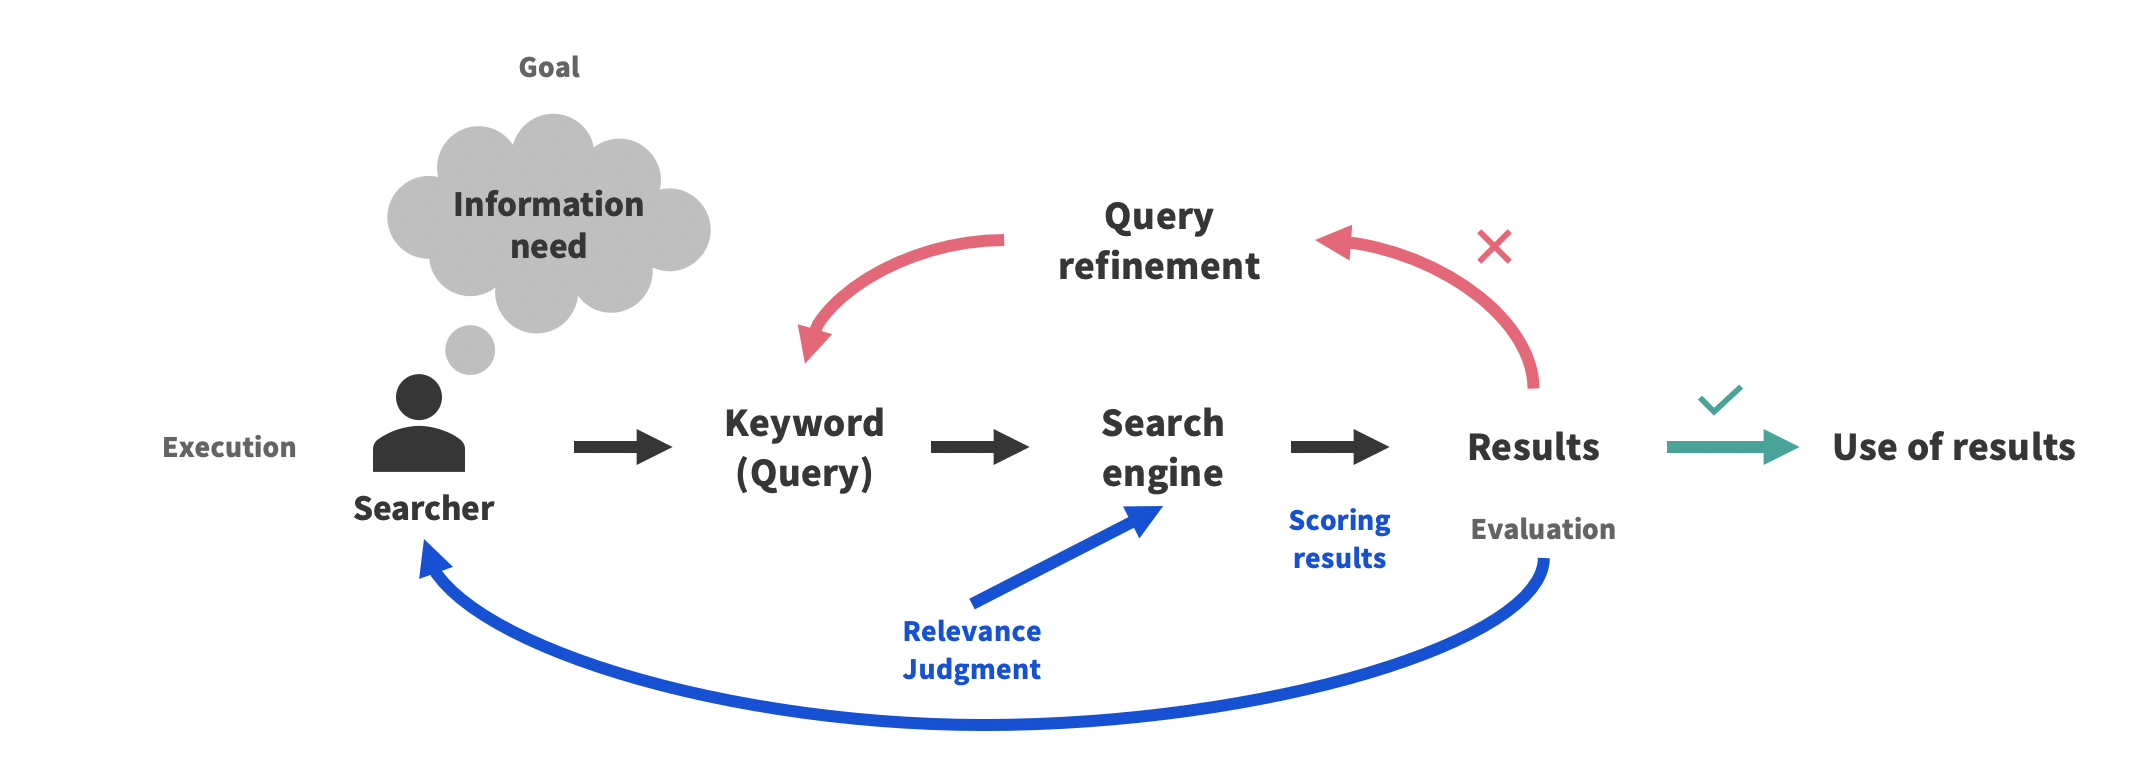 Goal
Information
need
Query
refinement
Execution
Searcher
Keyword
(Query)
Search
engine
Results
Use of results
Scoring
results
Evaluation
Relevance
Judgment